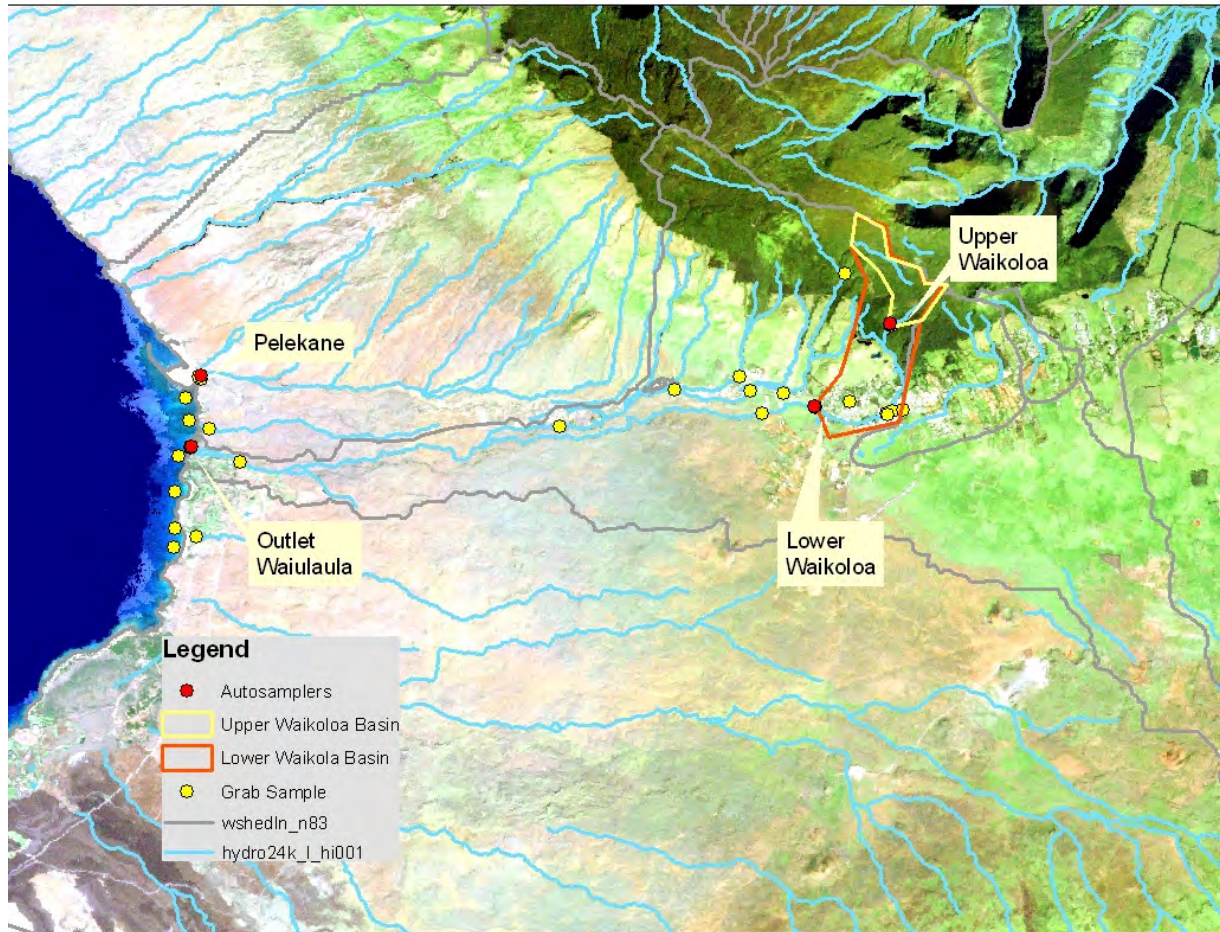 Upper
Waikoloa
Pelekane
Outlet
Waiulaula
Lower
Waikoloa
Legend
Autosamplers
Upper Waikoloa Basin
Lower Waikola Basin
Grab Sample
wshedln_n83
hydro24k_l_hi001